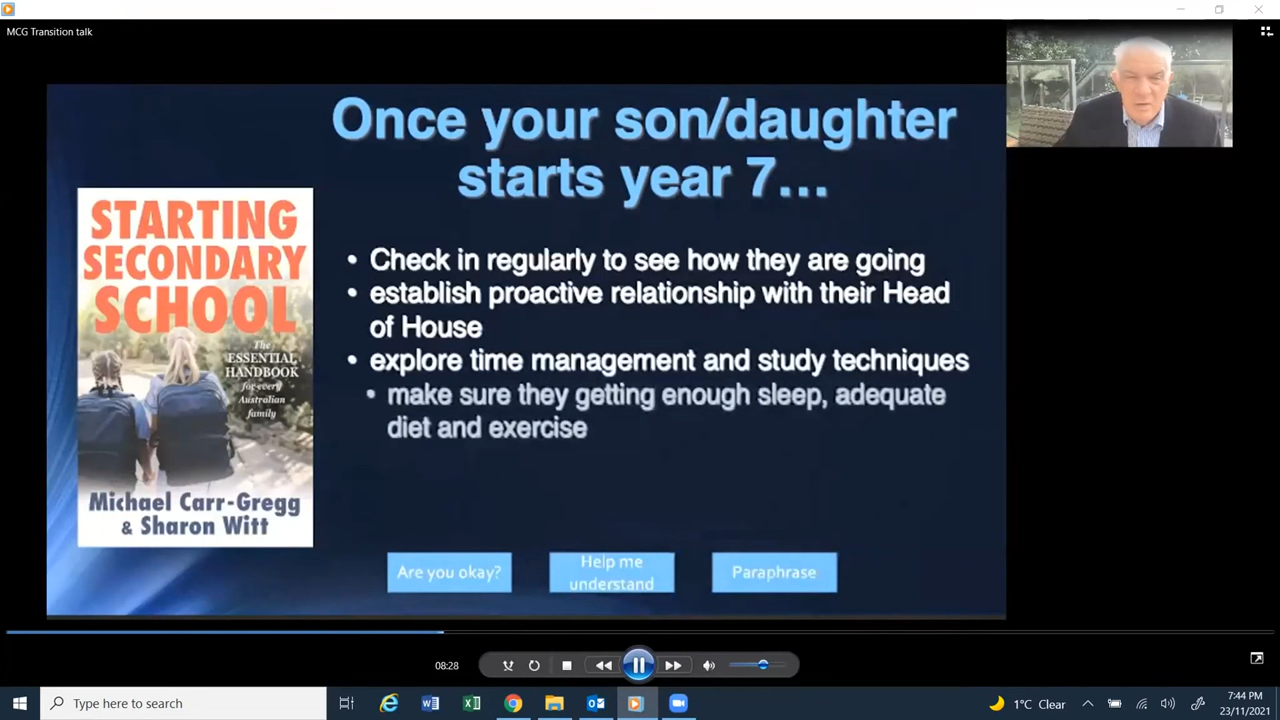 MCG Transition talk
Once your son/daughter
starts year 7...
STARTING
SECONDARY
SCHOOL
The
ESSENTIAL
HANDBOOK
for every
Australian
family
Michael Carr-Gregg
& Sharon Witt
• Check in regularly to see how they are going
• establish proactive relationship with their Head
of House
• explore time management and study techniques
• make sure they getting enough sleep, adequate
diet and exercise
Are you okay?
Help me
understand
Paraphrase
08:28
Type here to search
1°C Clear
7:44 PM
23/11/2021